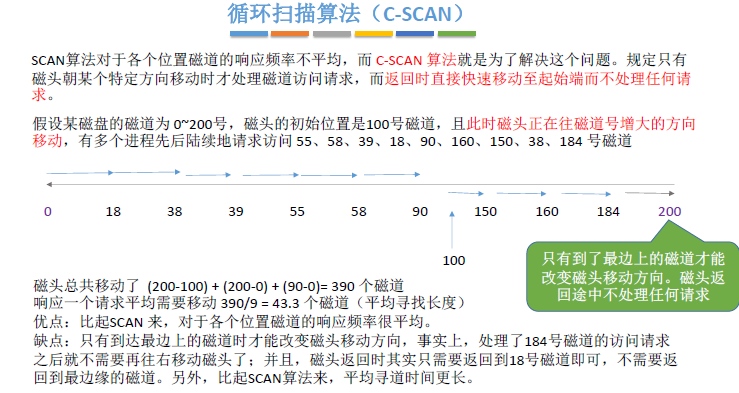 循环扫描算法（C-SCAN）
SCAN算法对于各个位置磁道的响应频率不平均，而 C-SCAN 算法就是为了解决这个问题。规定只有
磁头朝某个特定方向移动时才处理磁道访问请求，而返回时直接快速移动至起始端而不处理任何请
求。
假设某磁盘的磁道为 0~200号，磁头的初始位置是100号磁道，且此时磁头正在往磁道号增大的方向
移动，有多个进程先后陆续地请求访问 55、58、39、18、90、160、150、38、184 号磁道
0 18 38 39 55 58 90 150 160 184 200
100
只有到了最边上的磁道才能
改变磁头移动方向。磁头返
回途中不处理任何请求
磁头总共移动了 (200-100) + (200-0) + (90-0)= 390 个磁道
响应一个请求平均需要移动 390/9 = 43.3 个磁道（平均寻找长度）
优点：比起SCAN 来，对于各个位置磁道的响应频率很平均。
缺点：只有到达最边上的磁道时才能改变磁头移动方向，事实上，处理了184号磁道的访问请求
之后就不需要再往右移动磁头了；并且，磁头返回时其实只需要返回到18号磁道即可，不需要返
回到最边缘的磁道。另外，比起SCAN算法来，平均寻道时间更长。